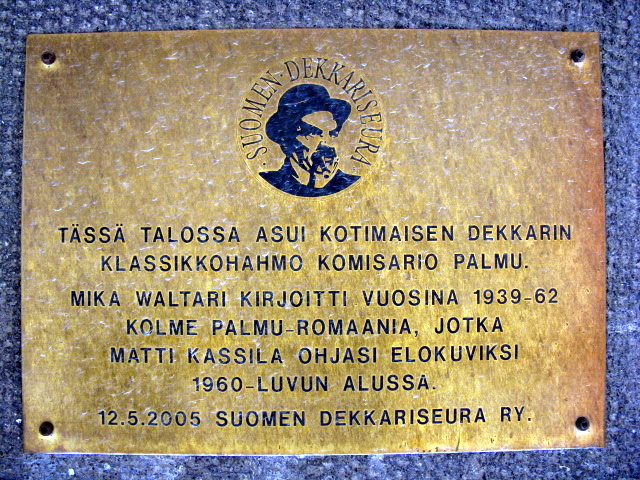 SUOMEN · DEKKARISEURA ·
TÄSSÄ TALOSSA ASUI KOTIMAISEN DEKKARIN
KLASSIKKOHAHMO KOMISARIO PALMU.
MIKA WALTARI KIRJOITTI VUOSINA 1939-62
KOLME PALMU-ROMAANIA, JOTKA
MATTI KASSILA OHJASI ELOKUVIKSI
1960-LUVUN ALUSSA.
12.5.2005 SUOMEN DEKKARISEURA RY.